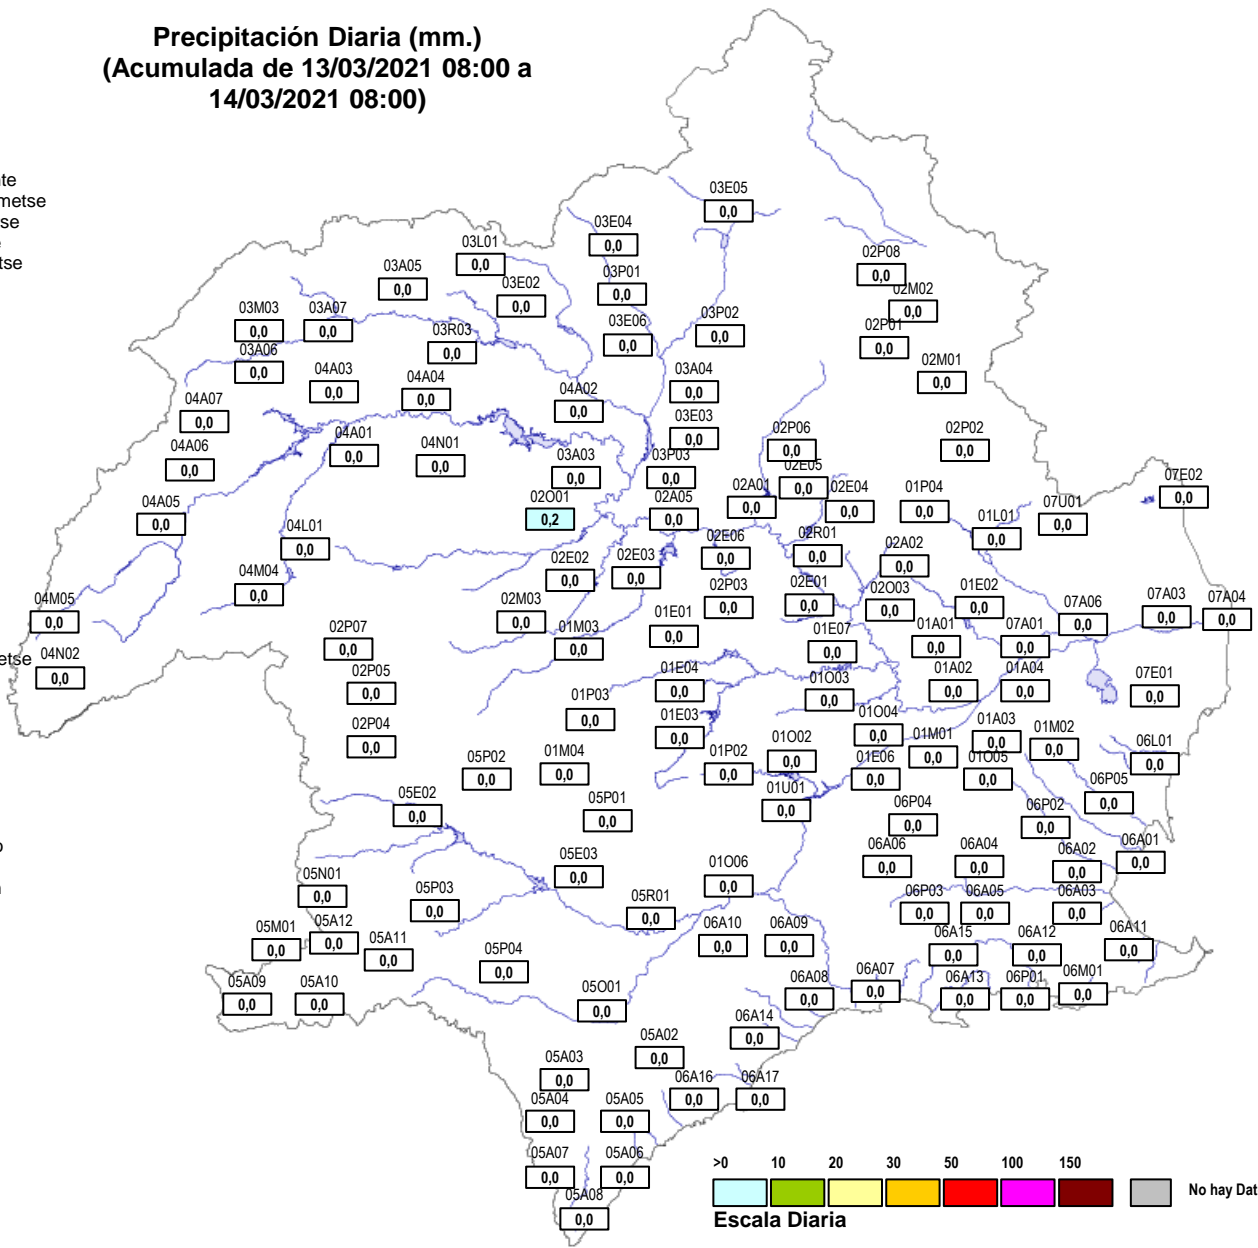 Precipitación Diaria (mm.)
(Acumulada de 13/03/2021 08:00 a
14/03/2021 08:00)
te
metse
se
tse
03E05
0,0
03E04
0,0
03L01
0,0
02P08
0,0
03A05
0,0
03P01
0,0
03E02
0,0
02M02
0,0
03M03
0,0
03A07
0,0
03P02
0,0
03E06
0,0
03R03
0,0
02P01
0,0
03A06
0,0
02M01
0,0
04A03
0,0
04A04
0,0
03A04
0,0
04A02
0,0
04A07
0,0
03E03
0,0
04A01
0,0
02P06
0,0
02P02
0,0
04A06
0,0
04N01
0,0
03A03
0,0
03P03
0,0
02E05
0,0
07E02
0,0
02A01
0,0
02E04
0,0
01P04
0,0
04A05
0,0
02O01
0,2
02A05
0,0
07U01
0,0
01L01
0,0
04L01
0,0
02E06
0,0
02R01
0,0
02A02
0,0
02E02
0,0
02E03
0,0
04M04
0,0
02P03
0,0
02E01
0,0
02O03
0,0
01E02
0,0
07A03
0,0
07A04
0,0
04M05
0,0
02M03
0,0
07A06
0,0
01E01
0,0
02P07
0,0
01M03
0,0
01E07
0,0
01A01
0,0
07A01
0,0
etse
04N02
0,0
02P05
0,0
01E04
0,0
01O03
0,0
01A02
0,0
01A04
0,0
07E01
0,0
01P03
0,0
02P04
0,0
01E03
0,0
01O04
0,0
01A03
0,0
01M02
0,0
01O02
0,0
01M01
0,0
06L01
0,0
05P02
0,0
01M04
0,0
01P02
0,0
01E06
0,0
01O05
0,0
05E02
0,0
05P01
0,0
01U01
0,0
06P05
0,0
06P04
0,0
06P02
0,0
o
05E03
0,0
06A06
0,0
06A04
0,0
06A02
0,0
06A01
0,0
05N01
0,0
05P03
0,0
01O06
0,0
05R01
0,0
06P03
0,0
06A05
0,0
06A03
0,0
05M01
0,0
05A12
0,0
05A11
0,0
06A10
0,0
06A09
0,0
06A15
0,0
06A12
0,0
06A11
0,0
05P04
0,0
05A09
0,0
05A10
0,0
05O01
0,0
06A08
0,0
06A07
0,0
06A13
0,0
06P01
0,0
06M01
0,0
06A14
0,0
05A02
0,0
05A03
0,0
06A16
0,0
06A17
0,0
05A04
0,0
05A05
0,0
05A07
0,0
05A06
0,0
05A08
0,0
>0 10 20 30 50 100 150
No hay Dat
Escala Diaria